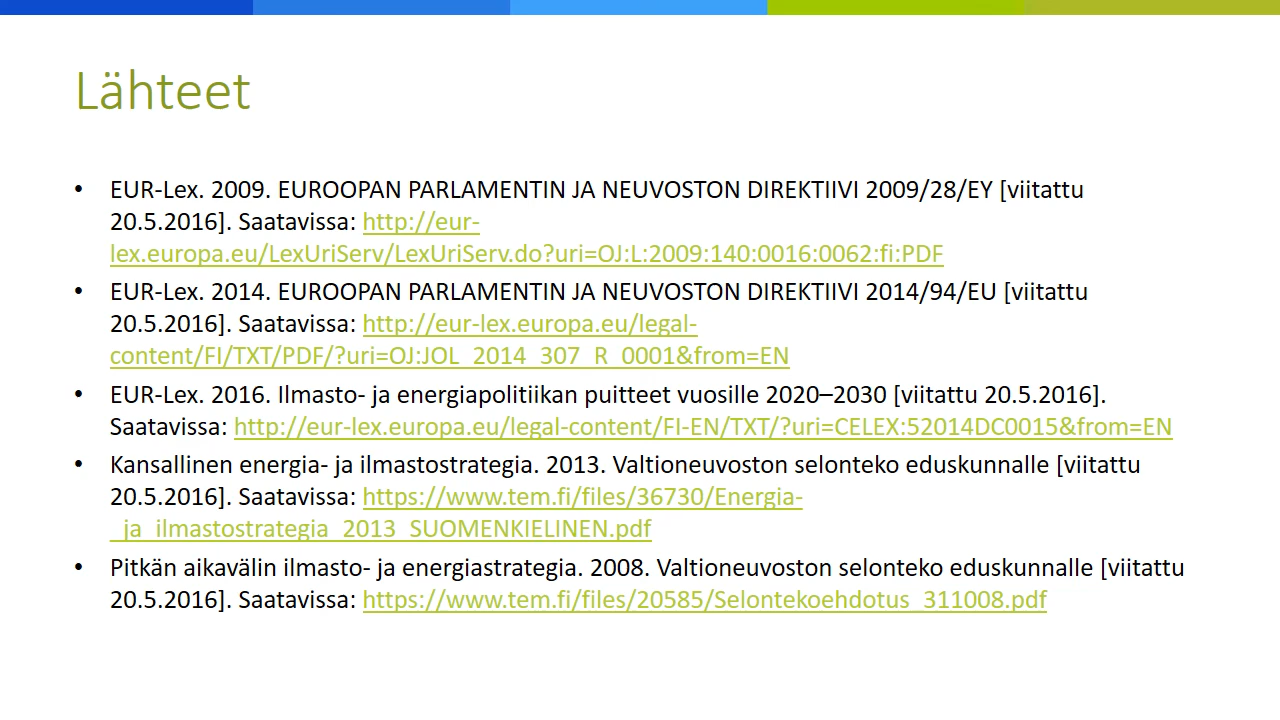 Lähteet
• EUR-Lex. 2009. EUROOPAN PARLAMENTIN JA NEUVOSTON DIREKTIIVI 2009/28/EY [viitattu
20.5.2016]. Saatavissa: http://eur-
lex.europa.eu/LexUriServ/LexUriServ.do?uri=OJ:L:2009:140:0016:0062:fi:PDF
• EUR-Lex. 2014. EUROOPAN PARLAMENTIN JA NEUVOSTON DIREKTIIVI 2014/94/EU [viitattu
20.5.2016]. Saatavissa: http://eur-lex.europa.eu/legal-
content/FI/TXT/PDF/?uri=OJ:JOL_2014_307_R_0001&from=EN
• EUR-Lex. 2016. Ilmasto- ja energiapolitiikan puitteet vuosille 2020–2030 [viitattu 20.5.2016].
Saatavissa: http://eur-lex.europa.eu/legal-content/FI-EN/TXT/?uri=CELEX:52014DC0015&from=EN
• Kansallinen energia- ja ilmastostrategia. 2013. Valtioneuvoston selonteko eduskunnalle [viitattu
20.5.2016]. Saatavissa: https://www.tem.fi/files/36730/Energia-
_ja_ilmastostrategia_2013_SUOMENKIELINEN.pdf
• Pitkän aikavälin ilmasto- ja energiastrategia. 2008. Valtioneuvoston selonteko eduskunnalle [viitattu
20.5.2016]. Saatavissa: https://www.tem.fi/files/20585/Selontekoehdotus_311008.pdf